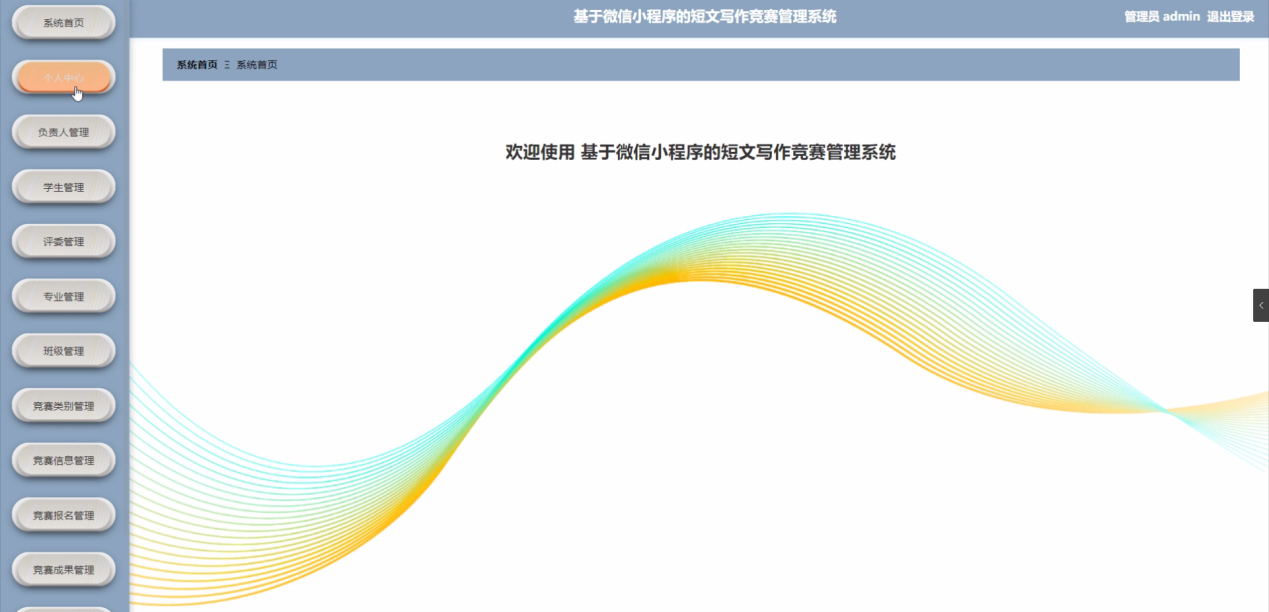 基于微信小程序的短文写作竞赛管理系统
管理员 admin 退出登录
系统首页
个人中心
负责人管理
学生管理
评委管理
专业管理
班级管理
竞赛类别管理
竞赛信息管理
竞赛报名管理
竞赛成果管理
系统首页 Ξ 系统首页
欢迎使用 基于微信小程序的短文写作竞赛管理系统